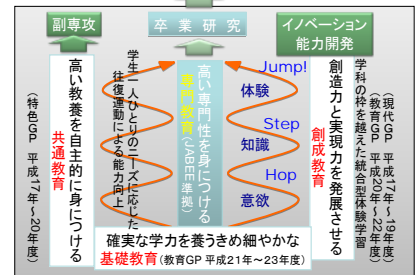 副専攻
卒業研究
イノベーション
能力開発
(特色GP 平成17年~20年度)
共通教育
高い教養を自主的に身につける
学生一人ひとりのニーズに応じた
往復運動による能力向上
専門教育(JABEE準拠)
高い専門性を身につける
Jump!
体験
Step
知識
Hop
意欲
創成教育
創造力と実現力を発展させる
学科の枠を越えた統合型体験学習
(現代GP 平成17年~19年度)
(教育GP 平成20年~22年度)
確実な学力を養うきめ細やかな
基礎教育(教育GP 平成21年~23年度)